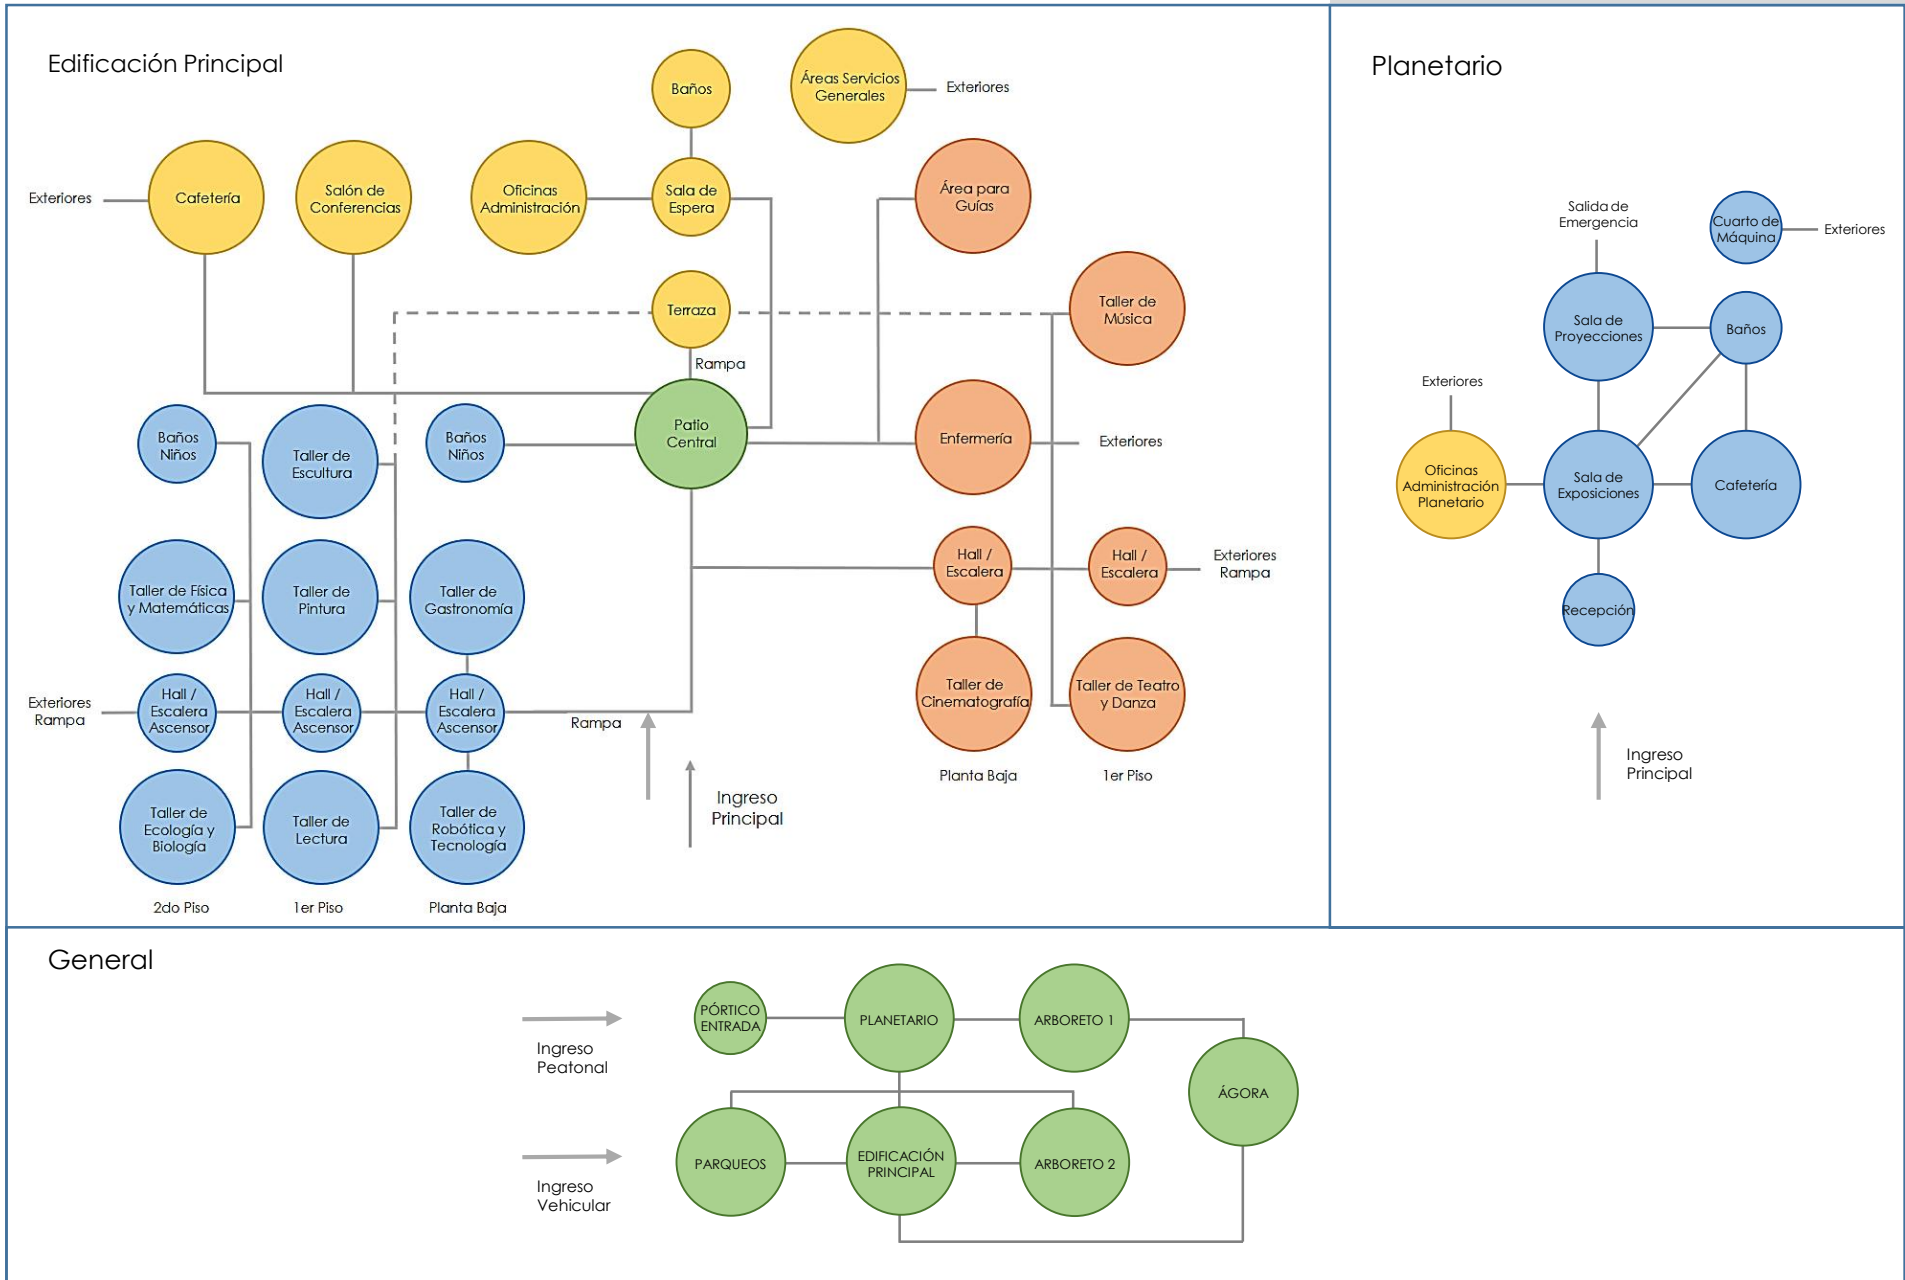 Edificación Principal
Baños
Áreas Servicios
Generales
Exteriores
Exteriores
Cafetería
Salón de
Conferencias
Oficinas
Administración
Sala de
Espera
Área para
Guías
Terraza
Rampa
Taller de
Música
Baños
Niños
Taller de
Escultura
Baños
Niños
Patio
Central
Enfermería
Exteriores
Taller de Física
y Matemáticas
Taller de
Pintura
Taller de
Gastronomía
Hall /
Escalera
Hall /
Escalera
Exteriores
Rampa
Exteriores
Rampa
Hall /
Escalera
Ascensor
Hall /
Escalera
Ascensor
Hall /
Escalera
Ascensor
Rampa
Taller de
Cinematografía
Taller de Teatro
y Danza
Planta Baja
1er Piso
Ingreso
Principal
Taller de
Ecología y
Biología
Taller de
Lectura
Taller de
Robótica y
Tecnología
2do Piso
1er Piso
Planta Baja
Planetario
Salida de
Emergencia
Cuarto de
Máquina
Exteriores
Sala de
Proyecciones
Baños
Exteriores
Oficinas
Administración
Planetario
Sala de
Exposiciones
Cafetería
Recepción
Ingreso
Principal
General
Ingreso
Peatonal
PÓRTICO
ENTRADA
PLANETARIO
ARBORETO 1
ÁGORA
Ingreso
Vehicular
PARQUEOS
EDIFICACIÓN
PRINCIPAL
ARBORETO 2